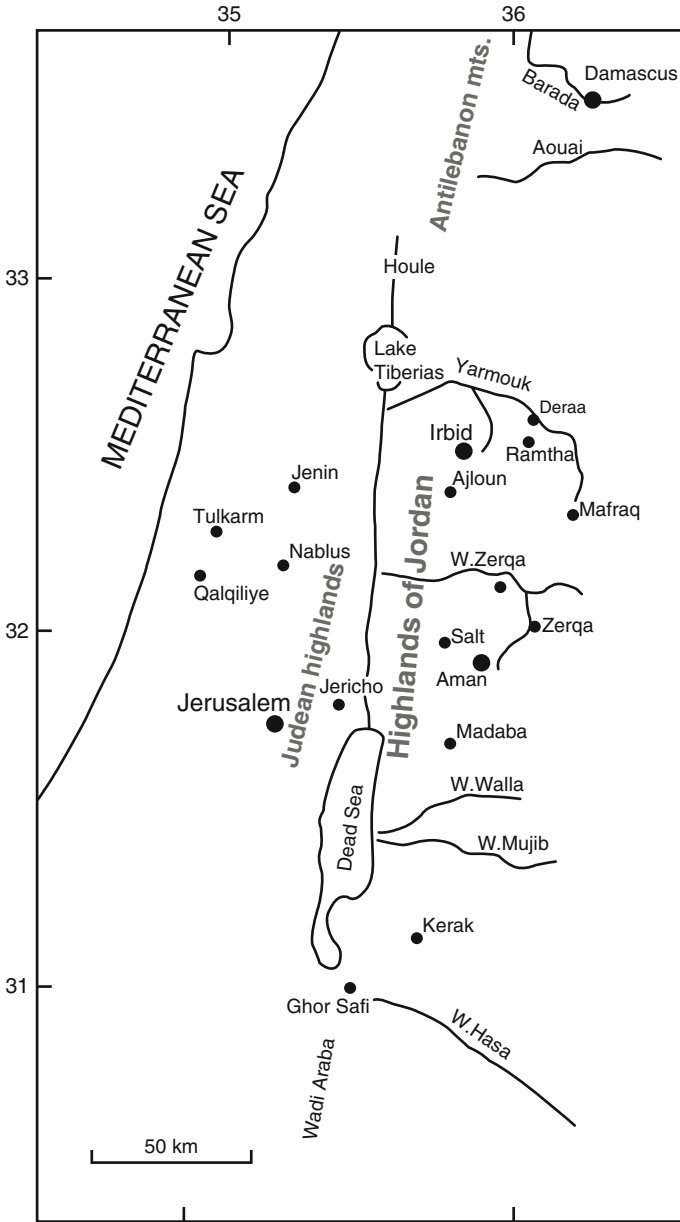 35
36
Antilebanon mts.
Barada
Damascus
Aouai
MEDITERRANEAN SEA
33
Houle
Lake
Tiberias
Yarmouk
Deraa
Irbid
Ramtha
Jenin
Ajloun
Mafraq
Tulkarm
Nablus
W.Zerqa
Qalqiliye
Highlands of Jordan
Judean highlands
32
Salt
Zerqa
Aman
Jericho
Jerusalem
Madaba
Dead Sea
W.Walla
W.Mujib
Kerak
31
Ghor Safi
W.Hasa
Wadi Araba
50 km